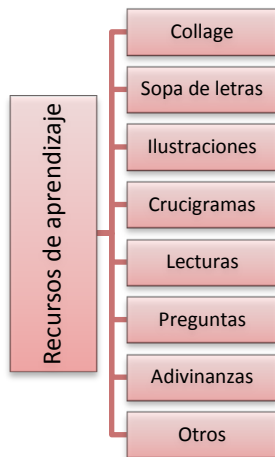 Recursos de aprendizaje
Collage
Sopa de letras
Ilustraciones
Crucigramas
Lecturas
Preguntas
Adivinanzas
Otros